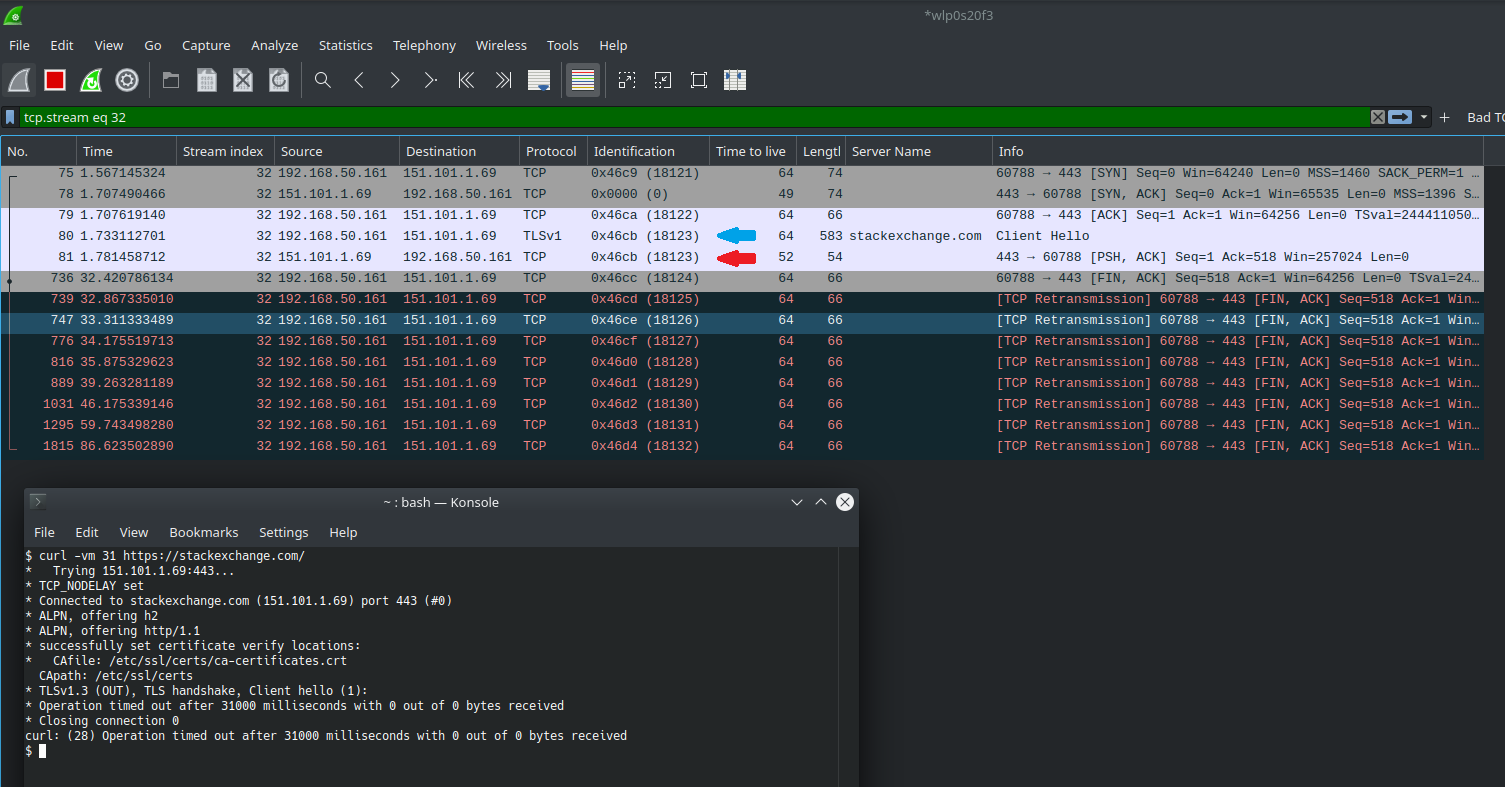 *wlp0s20f3
File Edit View Go Capture Analyze Statistics Telephony Wireless Tools Help
tcp.stream eq 32 + Bad TC
No. Time Stream index Source Destination Protocol Identification Time to live Lengtl Server Name Info
75 1.567145324 32 192.168.50.161 151.101.1.69 TCP 0x46c9 (18121) 64 74 60788 → 443 [SYN] Seq=0 Win=64240 Len=0 MSS=1460 SACK_PERM=1 …
78 1.707490466 32 151.101.1.69 192.168.50.161 TCP 0x0000 (0) 49 74 443 → 60788 [SYN, ACK] Seq=0 Ack=1 Win=65535 Len=0 MSS=1396 S…
79 1.707619140 32 192.168.50.161 151.101.1.69 TCP 0x46ca (18122) 64 66 60788 → 443 [ACK] Seq=1 Ack=1 Win=64256 Len=0 TSval=244411050…
80 1.733112701 32 192.168.50.161 151.101.1.69 TLSv1 0x46cb (18123) 64 583 stackexchange.com Client Hello
81 1.781458712 32 151.101.1.69 192.168.50.161 TCP 0x46cb (18123) 52 54 443 → 60788 [PSH, ACK] Seq=1 Ack=518 Win=257024 Len=0
736 32.420786134 32 192.168.50.161 151.101.1.69 TCP 0x46cc (18124) 64 66 60788 → 443 [FIN, ACK] Seq=518 Ack=1 Win=64256 Len=0 TSval=24…
739 32.867335010 32 192.168.50.161 151.101.1.69 TCP 0x46cd (18125) 64 66 [TCP Retransmission] 60788 → 443 [FIN, ACK] Seq=518 Ack=1 Win…
747 33.311333489 32 192.168.50.161 151.101.1.69 TCP 0x46ce (18126) 64 66 [TCP Retransmission] 60788 → 443 [FIN, ACK] Seq=518 Ack=1 Win…
776 34.175519713 32 192.168.50.161 151.101.1.69 TCP 0x46cf (18127) 64 66 [TCP Retransmission] 60788 → 443 [FIN, ACK] Seq=518 Ack=1 Win…
816 35.875329623 32 192.168.50.161 151.101.1.69 TCP 0x46d0 (18128) 64 66 [TCP Retransmission] 60788 → 443 [FIN, ACK] Seq=518 Ack=1 Win…
889 39.263281189 32 192.168.50.161 151.101.1.69 TCP 0x46d1 (18129) 64 66 [TCP Retransmission] 60788 → 443 [FIN, ACK] Seq=518 Ack=1 Win…
1031 46.175339146 32 192.168.50.161 151.101.1.69 TCP 0x46d2 (18130) 64 66 [TCP Retransmission] 60788 → 443 [FIN, ACK] Seq=518 Ack=1 Win…
1295 59.743498280 32 192.168.50.161 151.101.1.69 TCP 0x46d3 (18131) 64 66 [TCP Retransmission] 60788 → 443 [FIN, ACK] Seq=518 Ack=1 Win…
1815 86.623502890 32 192.168.50.161 151.101.1.69 TCP 0x46d4 (18132) 64 66 [TCP Retransmission] 60788 → 443 [FIN, ACK] Seq=518 Ack=1 Win…
~ : bash — Konsole
File Edit View Bookmarks Settings Help
$ curl -vm 31 https://stackexchange.com/
* Trying 151.101.1.69:443...
* TCP_NODELAY set
* Connected to stackexchange.com (151.101.1.69) port 443 (#0)
* ALPN, offering h2
* ALPN, offering http/1.1
* successfully set certificate verify locations:
* CAfile: /etc/ssl/certs/ca-certificates.crt
CApath: /etc/ssl/certs
* TLSv1.3 (OUT), TLS handshake, Client hello (1):
* Operation timed out after 31000 milliseconds with 0 out of 0 bytes received
* Closing connection 0
curl: (28) Operation timed out after 31000 milliseconds with 0 out of 0 bytes received
$